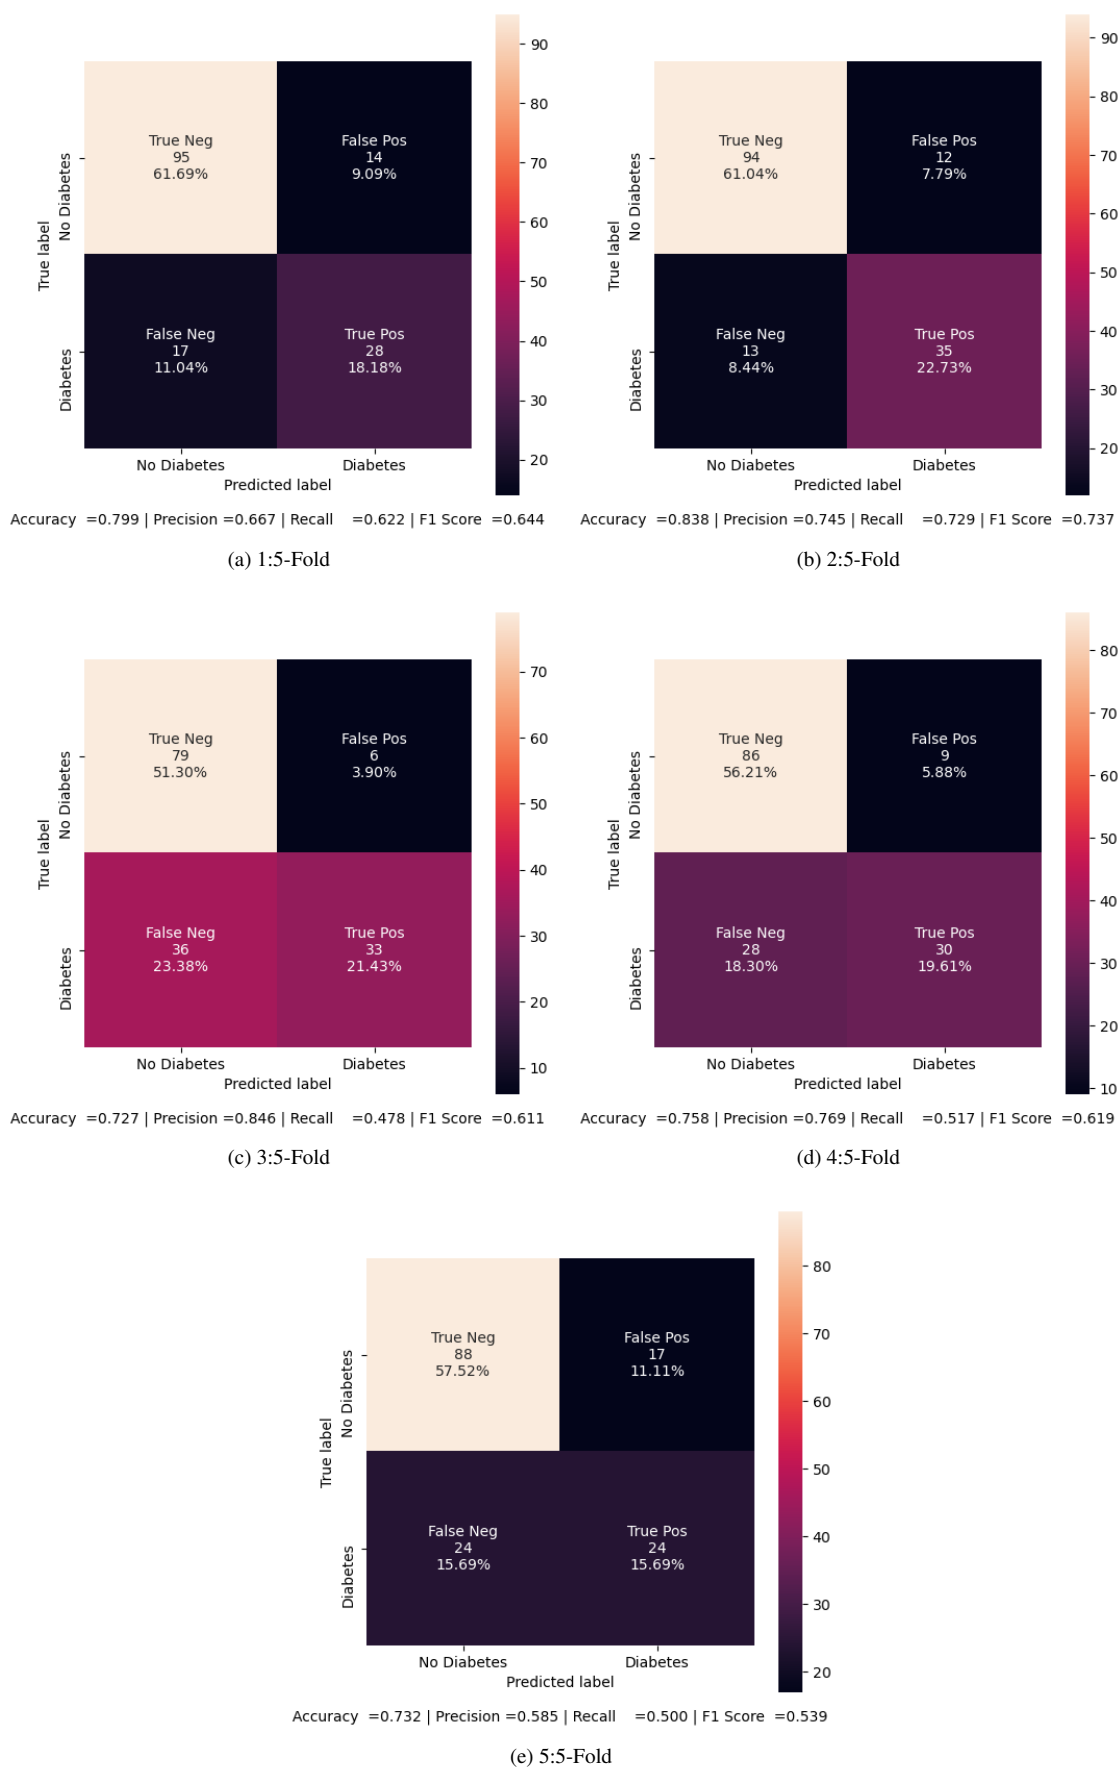 90
80
70
60
50
40
30
20
True label
No Diabetes
Diabetes
True Neg
95
61.69%
False Pos
14
9.09%
False Neg
17
11.04%
True Pos
28
18.18%
No Diabetes
Diabetes
Predicted label
Accuracy =0.799 | Precision =0.667 | Recall =0.622 | F1 Score =0.644
(a) 1:5-Fold
90
80
70
60
50
40
30
20
True label
No Diabetes
Diabetes
True Neg
94
61.04%
False Pos
12
7.79%
False Neg
13
8.44%
True Pos
35
22.73%
No Diabetes
Diabetes
Predicted label
Accuracy =0.838 | Precision =0.745 | Recall =0.729 | F1 Score =0.737
(b) 2:5-Fold
70
60
50
40
30
20
10
True label
No Diabetes
Diabetes
True Neg
79
51.30%
False Pos
6
3.90%
False Neg
36
23.38%
True Pos
33
21.43%
No Diabetes
Diabetes
Predicted label
Accuracy =0.727 | Precision =0.846 | Recall =0.478 | F1 Score =0.611
(c) 3:5-Fold
80
70
60
50
40
30
20
10
True label
No Diabetes
Diabetes
True Neg
86
56.21%
False Pos
9
5.88%
False Neg
28
18.30%
True Pos
30
19.61%
No Diabetes
Diabetes
Predicted label
Accuracy =0.758 | Precision =0.769 | Recall =0.517 | F1 Score =0.619
(d) 4:5-Fold
80
70
60
50
40
30
20
True label
No Diabetes
Diabetes
True Neg
88
57.52%
False Pos
17
11.11%
False Neg
24
15.69%
True Pos
24
15.69%
No Diabetes
Diabetes
Predicted label
Accuracy =0.732 | Precision =0.585 | Recall =0.500 | F1 Score =0.539
(e) 5:5-Fold